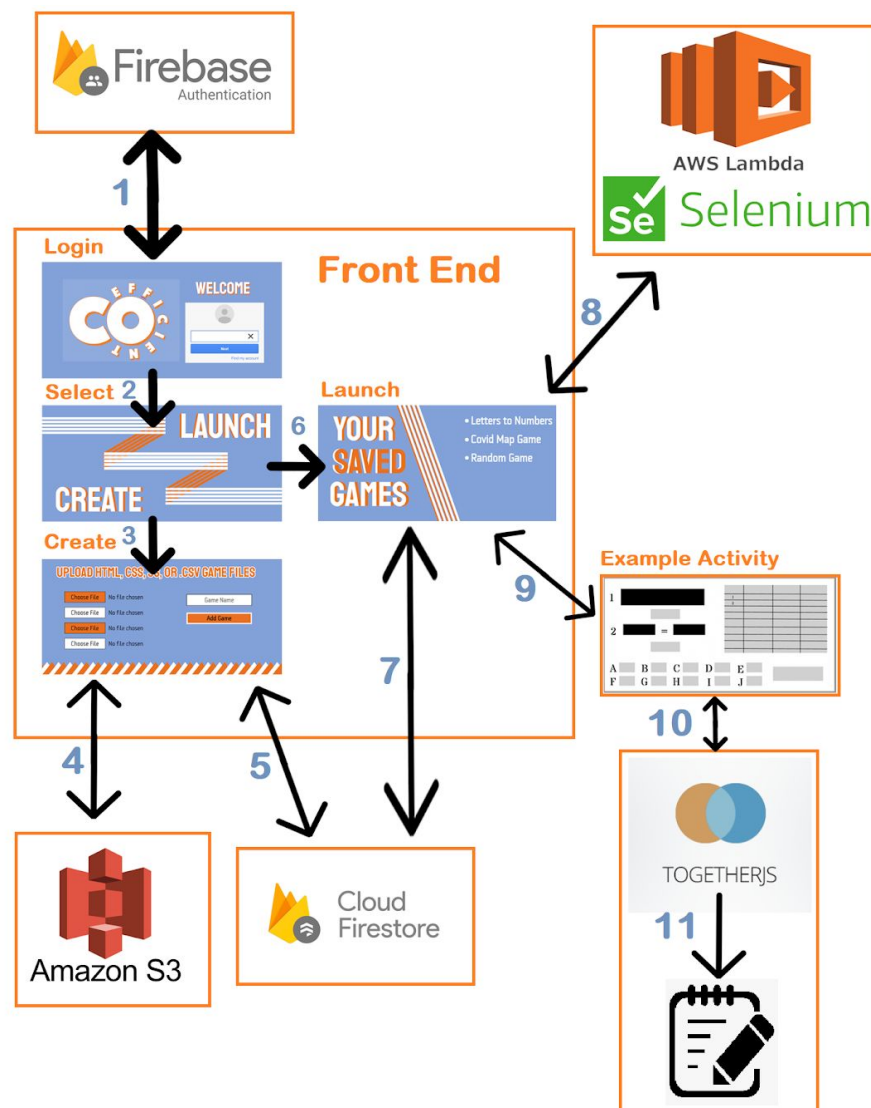 Firebase
Authentication
1
AWS Lambda
Se Selenium
Front End
Login
COEFFICIENT
WELCOME
Next
Select 2
LAUNCH
CREATE
6
Launch
YOUR
SAVED
GAMES
• Letters to Numbers
• Covid Map Game
• Random Game
8
Create 3
UPLOAD HTML, CSS, JS, OR .CSV GAME FILES
Choose File No file chosen
Choose File No file chosen
Choose File No file chosen
Choose File No file chosen
Game Name
Add Game
9
Example Activity
1
2 =
A B C D E
F G H I J
4
5
7
10
Amazon S3
Cloud
Firestore
TOGETHERJS
11